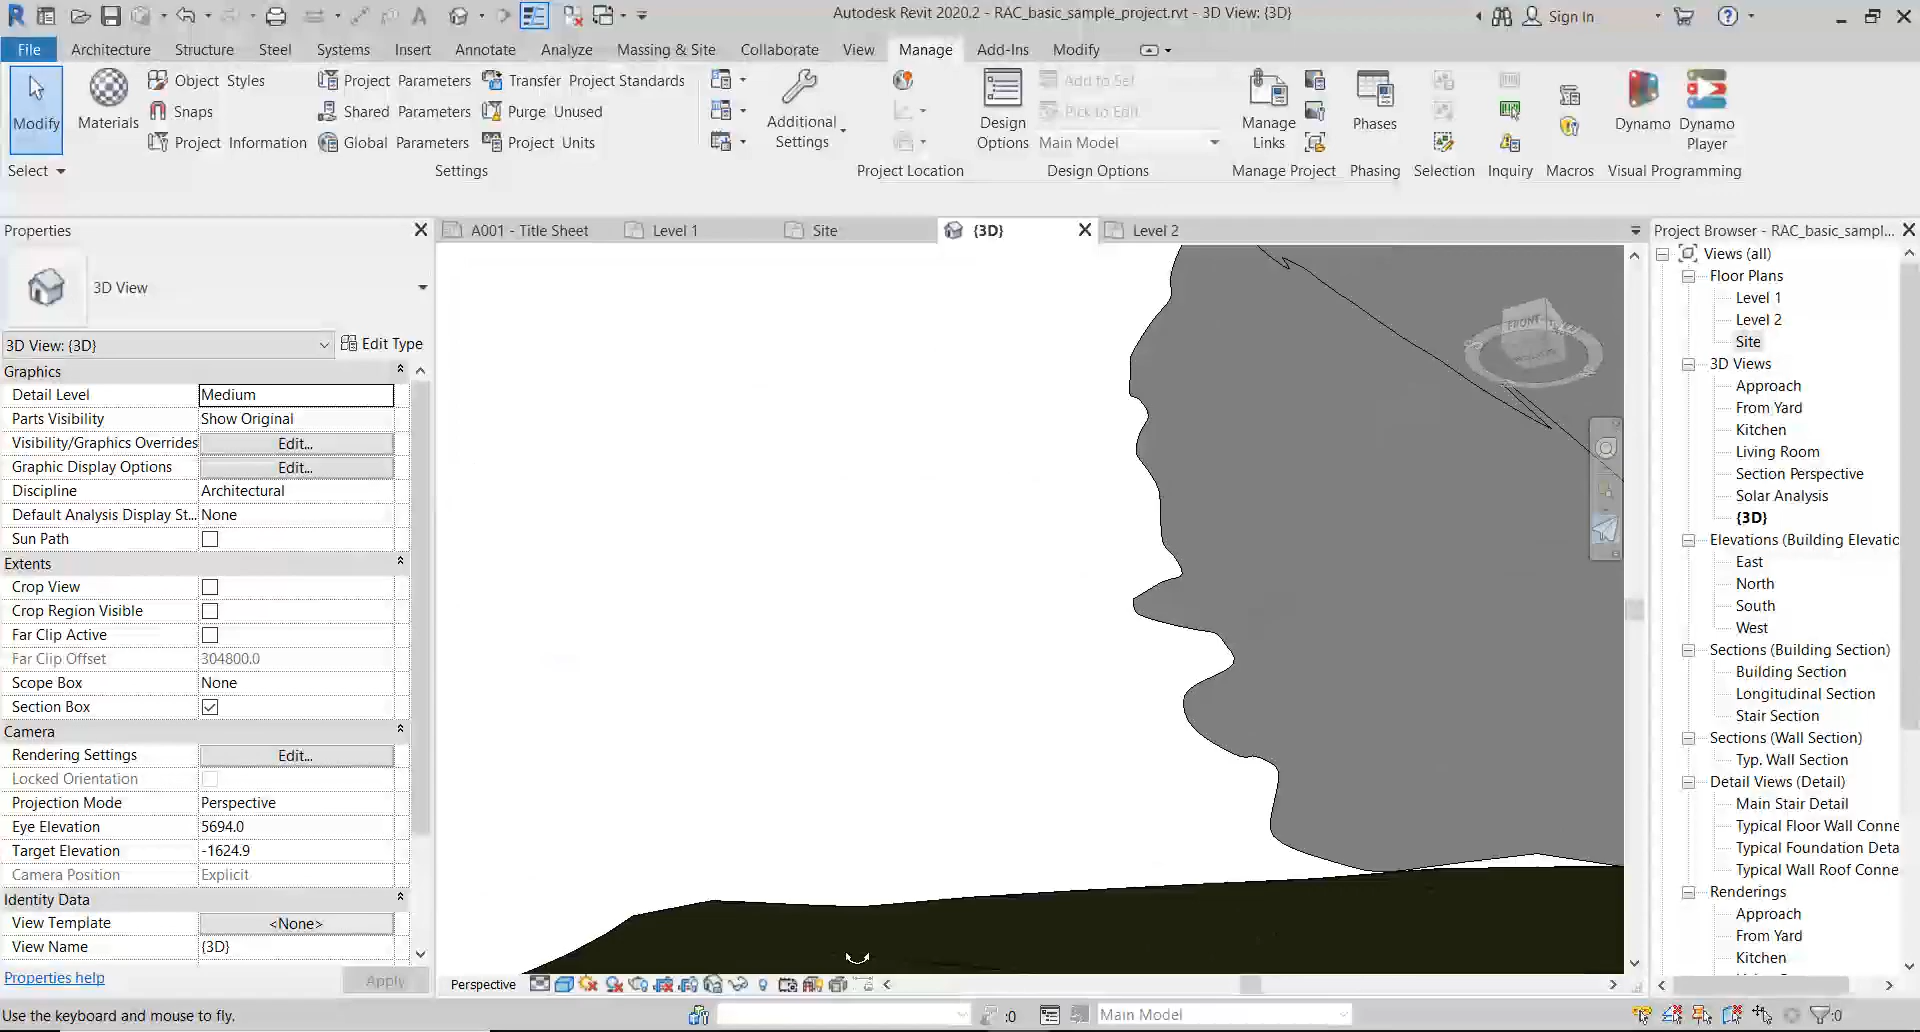 Autodesk Revit 2020.2 - RAC_basic_sample_project.rvt - 3D View: {3D}
Sign In
File
Architecture
Structure
Steel
Systems
Insert
Annotate
Analyze
Massing & Site
Collaborate
View
Manage
Add-Ins
Modify
Modify
Materials
Object Styles
Snaps
Project Information
Project Parameters
Shared Parameters
Global Parameters
Transfer Project Standards
Purge Unused
Project Units
Additional
Settings
Design
Options
Add to Set
Pick to Edit
Main Model
Manage
Links
Phases
Dynamo
Dynamo
Player
Select
Settings
Project Location
Design Options
Manage Project
Phasing
Selection
Inquiry
Macros
Visual Programming
Properties
A001 - Title Sheet
Level 1
Site
{3D}
Level 2
Project Browser - RAC_basic_sampl...
3D View
3D View: {3D}
Edit Type
Graphics
Detail Level Medium
Parts Visibility Show Original
Visibility/Graphics Overrides Edit...
Graphic Display Options Edit...
Discipline Architectural
Default Analysis Display St... None
Sun Path
Extents
Crop View
Crop Region Visible
Far Clip Active
Far Clip Offset 304800.0
Scope Box None
Section Box
Camera
Rendering Settings Edit...
Locked Orientation
Projection Mode Perspective
Eye Elevation 5694.0
Target Elevation -1624.9
Camera Position Explicit
Identity Data
View Template <None>
View Name {3D}
Properties help
Apply
FRONT
Views (all)
Floor Plans
Level 1
Level 2
Site
3D Views
Approach
From Yard
Kitchen
Living Room
Section Perspective
Solar Analysis
{3D}
Elevations (Building Elevatio
East
North
South
West
Sections (Building Section)
Building Section
Longitudinal Section
Stair Section
Sections (Wall Section)
Typ. Wall Section
Detail Views (Detail)
Main Stair Detail
Typical Floor Wall Conne
Typical Foundation Deta
Typical Wall Roof Conne
Renderings
Approach
From Yard
Kitchen
Perspective
Use the keyboard and mouse to fly.
:0
Main Model
:0